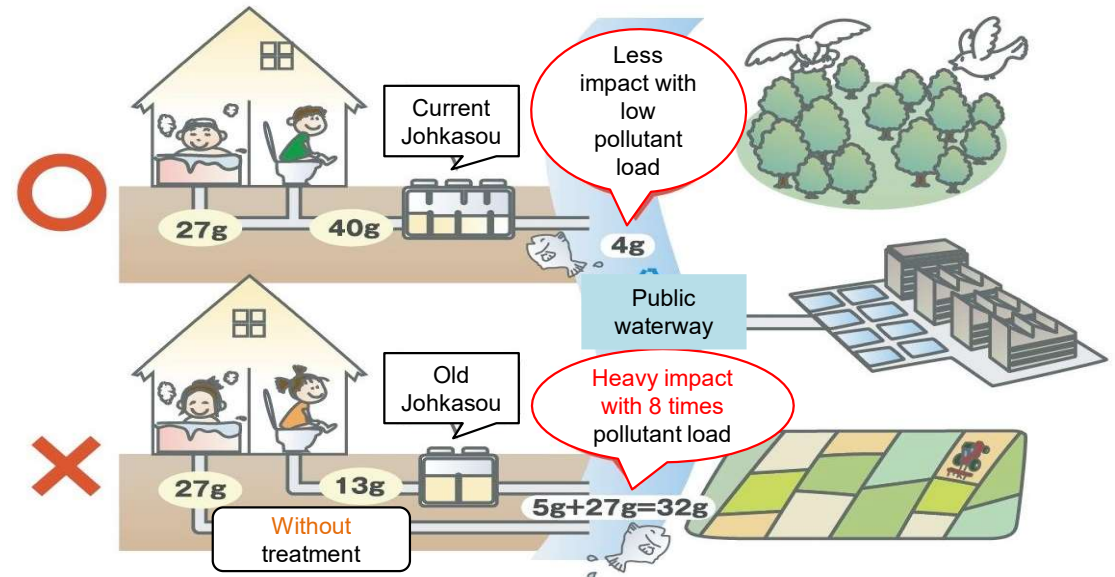 Current
Johkasou
Less
impact with
low
pollutant
load
27g
40g
4g
Public
waterway
Old
Johkasou
Heavy impact
with 8 times
pollutant load
27g
13g
5g+27g=32g
Without
treatment